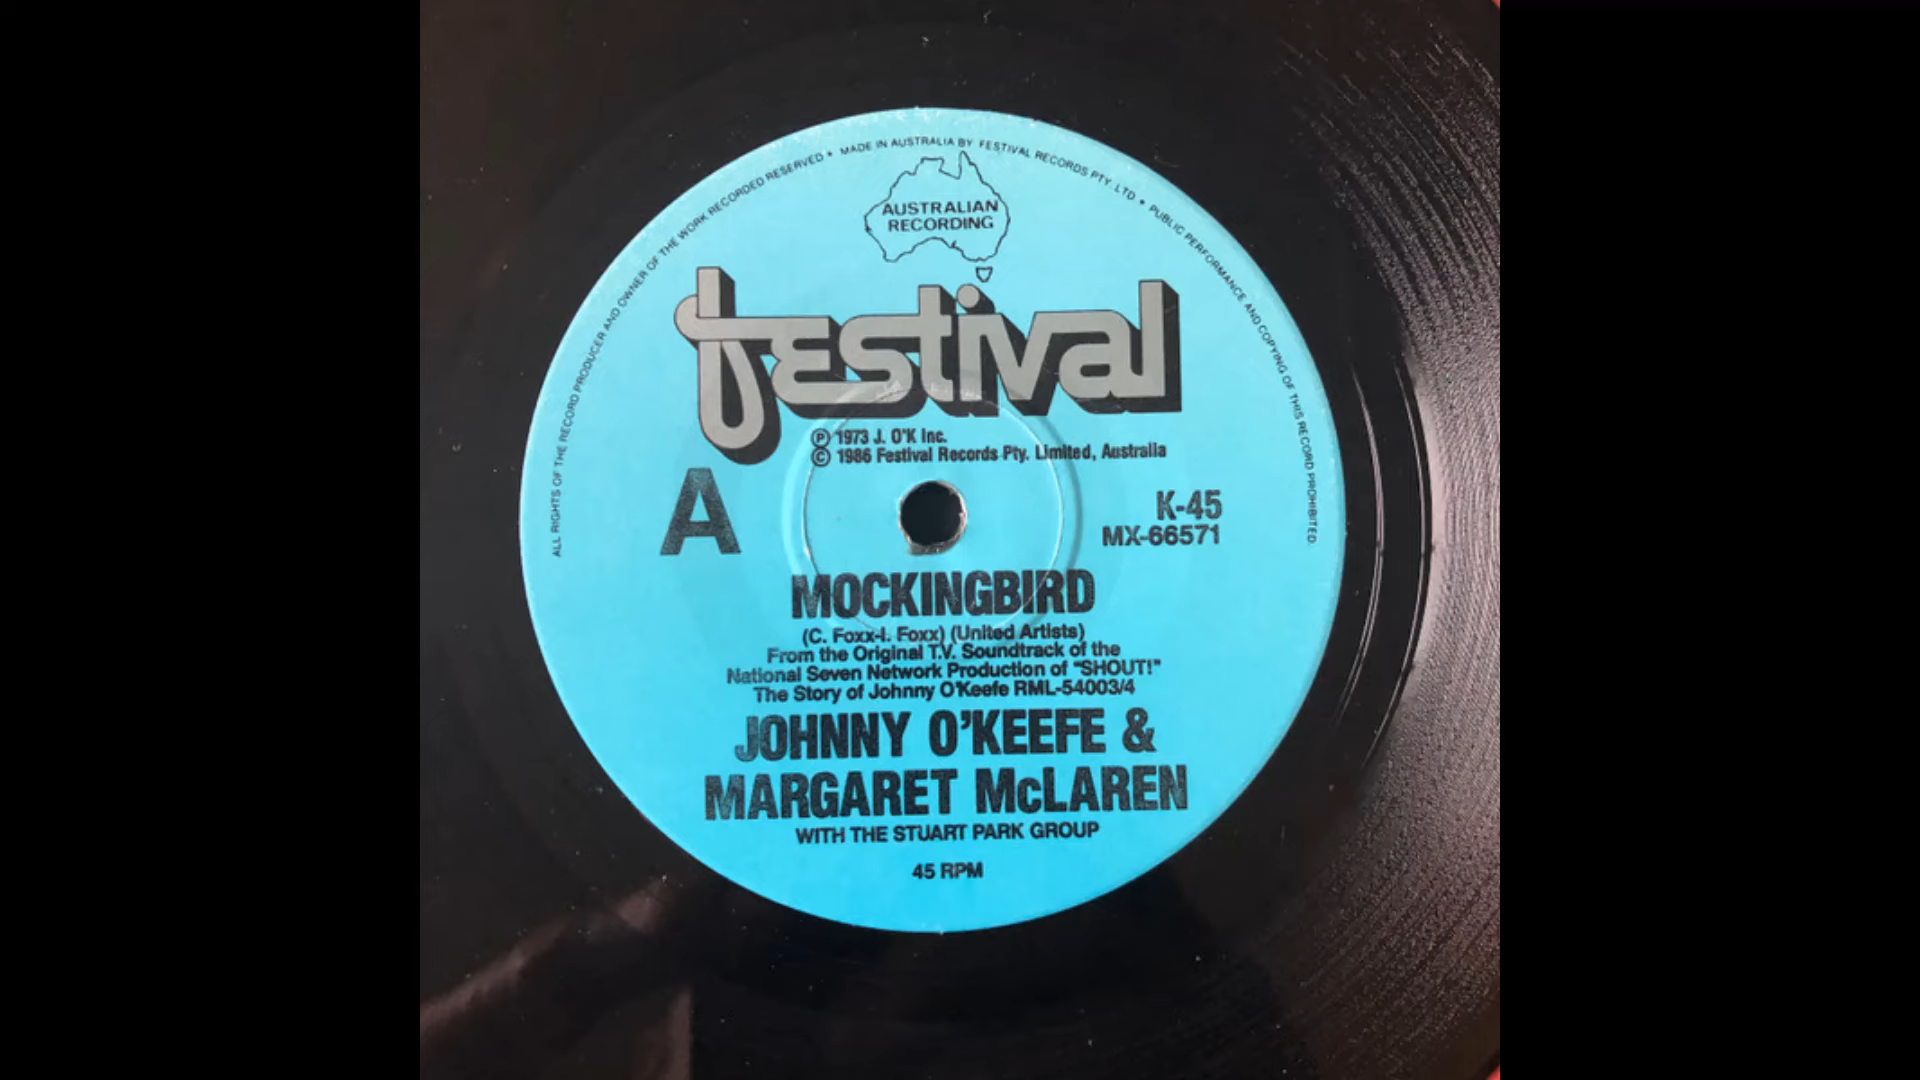 ALL RIGHTS OF THE RECORD PRODUCER AND OWNER OF THE WORK RECORDED RESERVED * MADE IN AUSTRALIA BY FESTIVAL RECORDS PTY. LTD * PUBLIC PERFORMANCE AND COPYING OF THIS RECORD PROHIBITED.
AUSTRALIAN
RECORDING
festival
Ⓟ 1973 J. O'K Inc.
© 1986 Festival Records Pty. Limited, Australia
A
K-45
MX-66571
MOCKINGBIRD
(C. Foxx-I. Foxx) (United Artists)
From the Original T.V. Soundtrack of the
National Seven Network Production of "SHOUT!"
The Story of Johnny O'Keefe RML-54003/4
JOHNNY O'KEEFE &
MARGARET McLAREN
WITH THE STUART PARK GROUP
45 RPM